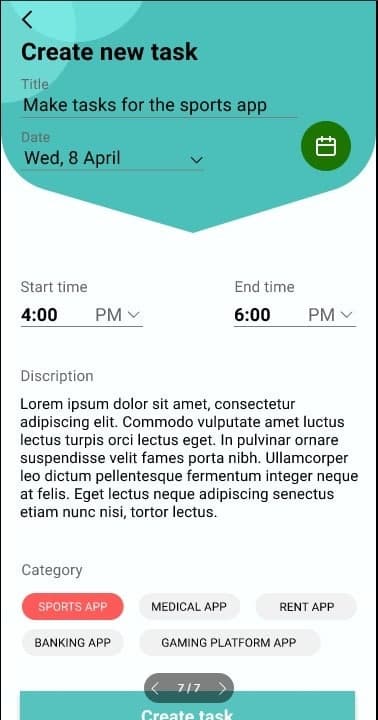 Create new task
Title
Make tasks for the sports app
Date
Wed, 8 April
Start time End time
4:00 PM 6:00 PM
Discription
Lorem ipsum dolor sit amet, consectetur
adipiscing elit. Commodo vulputate amet luctus
lectus turpis orci lectus eget. In pulvinar ornare
suspendisse velit fames porta nibh. Ullamcorper
leo dictum pellentesque fermentum integer neque
at felis. Eget lectus neque adipiscing senectus
etiam nunc nisi, tortor lectus.
Category
SPORTS APP MEDICAL APP RENT APP
BANKING APP GAMING PLATFORM APP
7 / 7
Create task